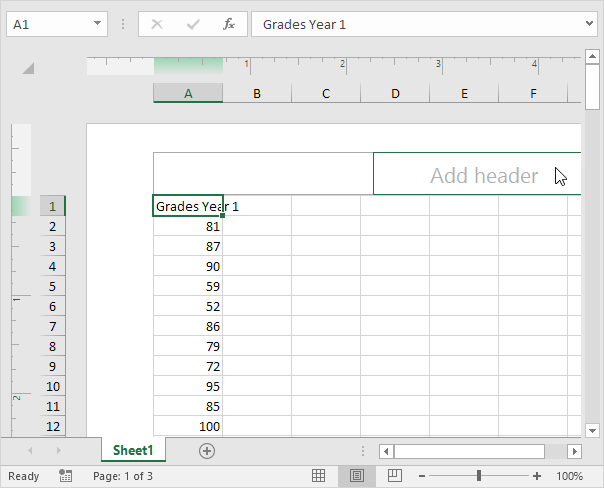 A1 fx Grades Year 1
1 2 3 4
A B C D E F
Add header
1 Grades Year 1
2 81
3 87
4 90
5 59
1 6 52
7 86
8 79
9 72
10 95
2 11 85
12 100
Sheet1
Ready Page: 1 of 3 100%